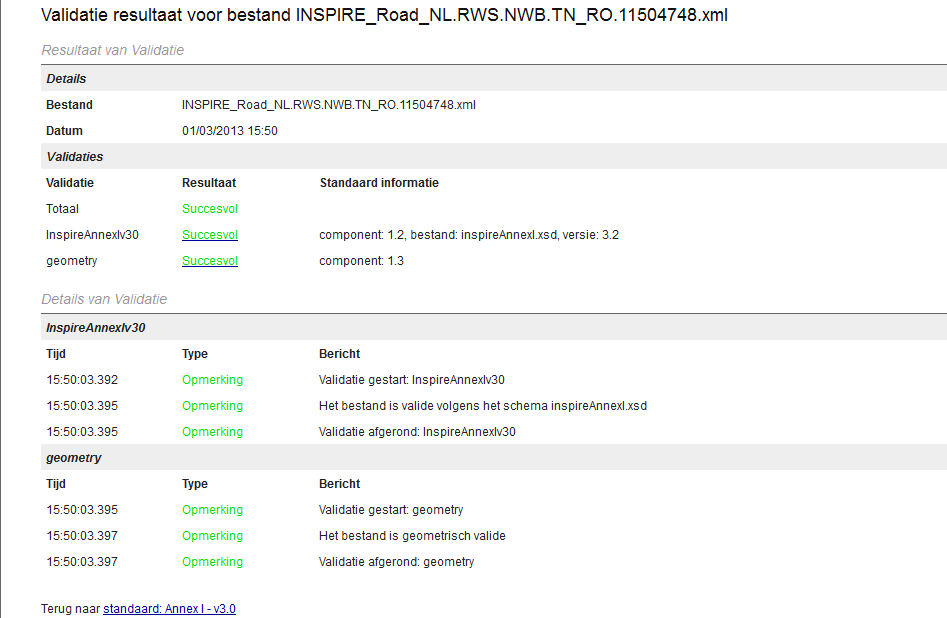 Validatie resultaat voor bestand INSPIRE_Road_NL.RWS.NWB.TN_RO.11504748.xml
Resultaat van Validatie
Details
Bestand INSPIRE_Road_NL.RWS.NWB.TN_RO.11504748.xml
Datum 01/03/2013 15:50
Validaties
Validatie Resultaat Standaard informatie
Totaal Succesvol
InspireAnnexIv30 Succesvol component: 1.2, bestand: inspireAnnexI.xsd, versie: 3.2
geometry Succesvol component: 1.3
Details van Validatie
InspireAnnexIv30
Tijd Type Bericht
15:50:03.392 Opmerking Validatie gestart: InspireAnnexIv30
15:50:03.395 Opmerking Het bestand is valide volgens het schema inspireAnnexI.xsd
15:50:03.395 Opmerking Validatie afgerond: InspireAnnexIv30
geometry
Tijd Type Bericht
15:50:03.395 Opmerking Validatie gestart: geometry
15:50:03.397 Opmerking Het bestand is geometrisch valide
15:50:03.397 Opmerking Validatie afgerond: geometry
Terug naar standaard: Annex I - v3.0